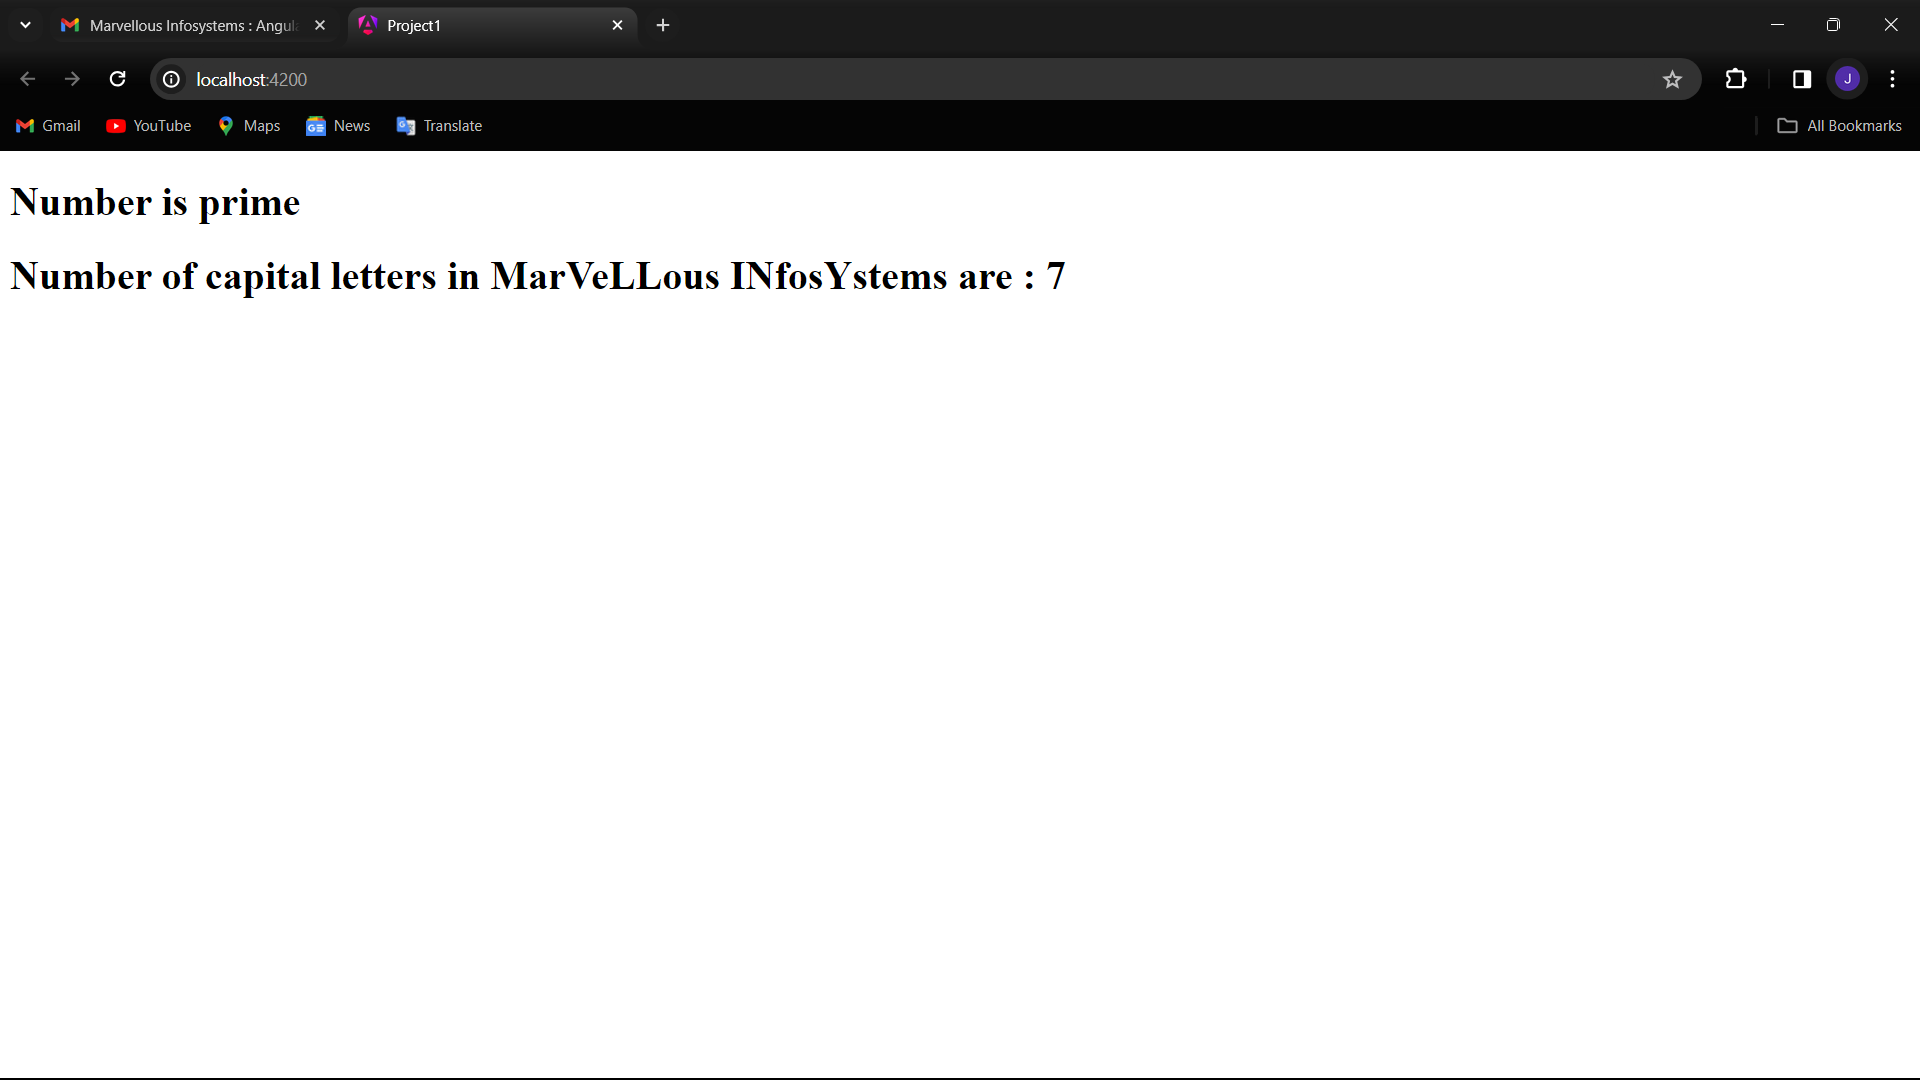 Marvellous Infosystems : Angul
Project1
localhost:4200
J
Gmail
YouTube
Maps
News
Translate
All Bookmarks
Number is prime
Number of capital letters in MarVeLLous INfosYstems are : 7